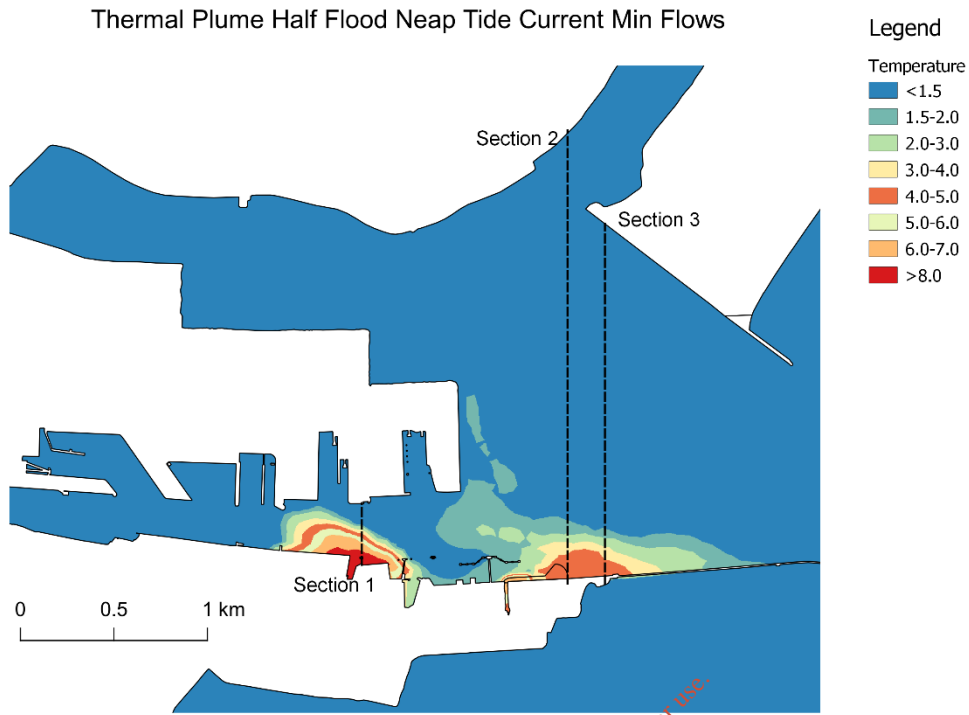 Thermal Plume Half Flood Neap Tide Current Min Flows
Legend
Temperature
<1.5
1.5-2.0
2.0-3.0
3.0-4.0
4.0-5.0
5.0-6.0
6.0-7.0
>8.0
Section 2
Section 3
Section 1
0 0.5 1 km
use.